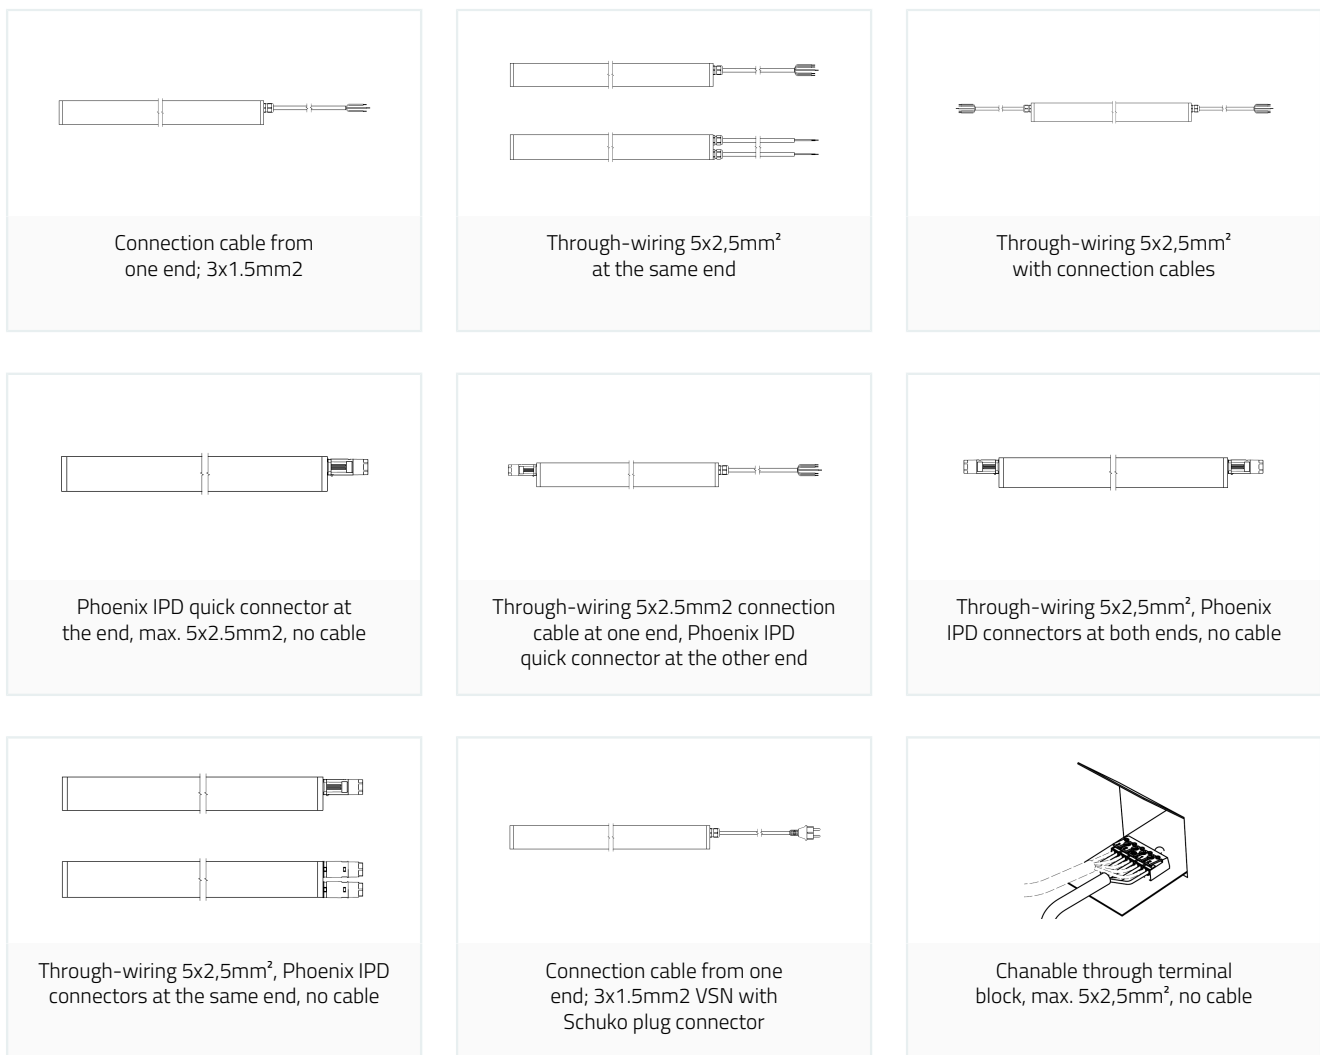 Connection cable from
one end; 3x1.5mm2
Through-wiring 5x2,5mm²
at the same end
Through-wiring 5x2,5mm²
with connection cables
Phoenix IPD quick connector at
the end, max. 5x2.5mm2, no cable
Through-wiring 5x2.5mm2 connection
cable at one end, Phoenix IPD
quick connector at the other end
Through-wiring 5x2,5mm², Phoenix
IPD connectors at both ends, no cable
Through-wiring 5x2,5mm², Phoenix IPD
connectors at the same end, no cable
Connection cable from one
end; 3x1.5mm2 VSN with
Schuko plug connector
Chanable through terminal
block, max. 5x2,5mm², no cable